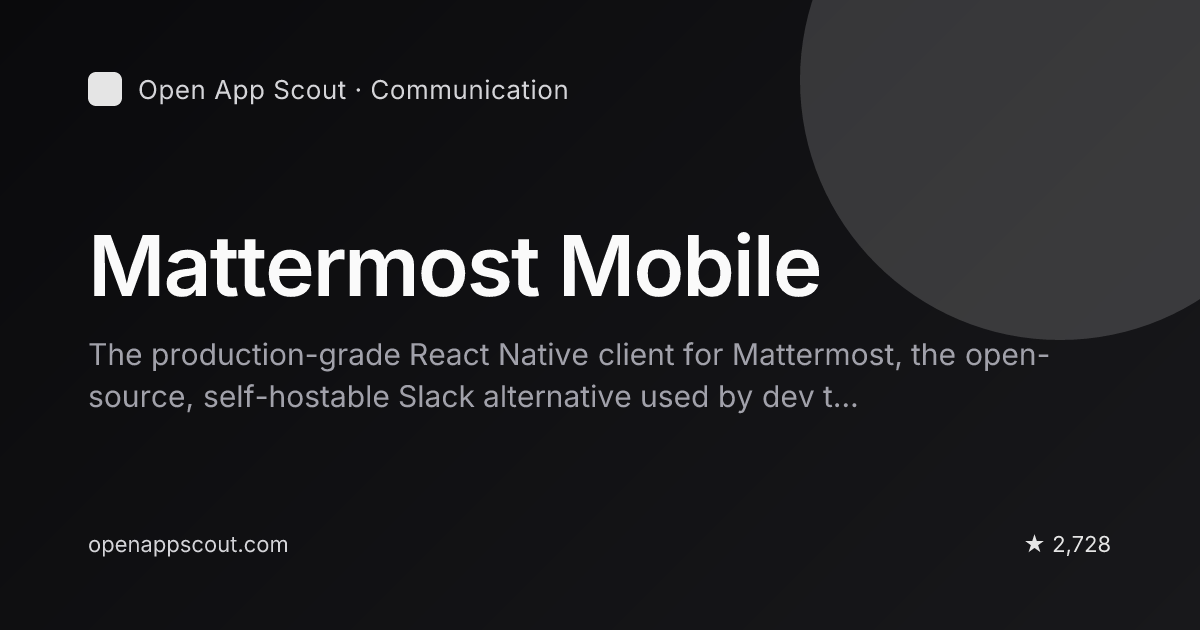 Open App Scout · Communication
Mattermost Mobile
The production-grade React Native client for Mattermost, the open-
source, self-hostable Slack alternative used by dev t...
openappscout.com
★ 2,728